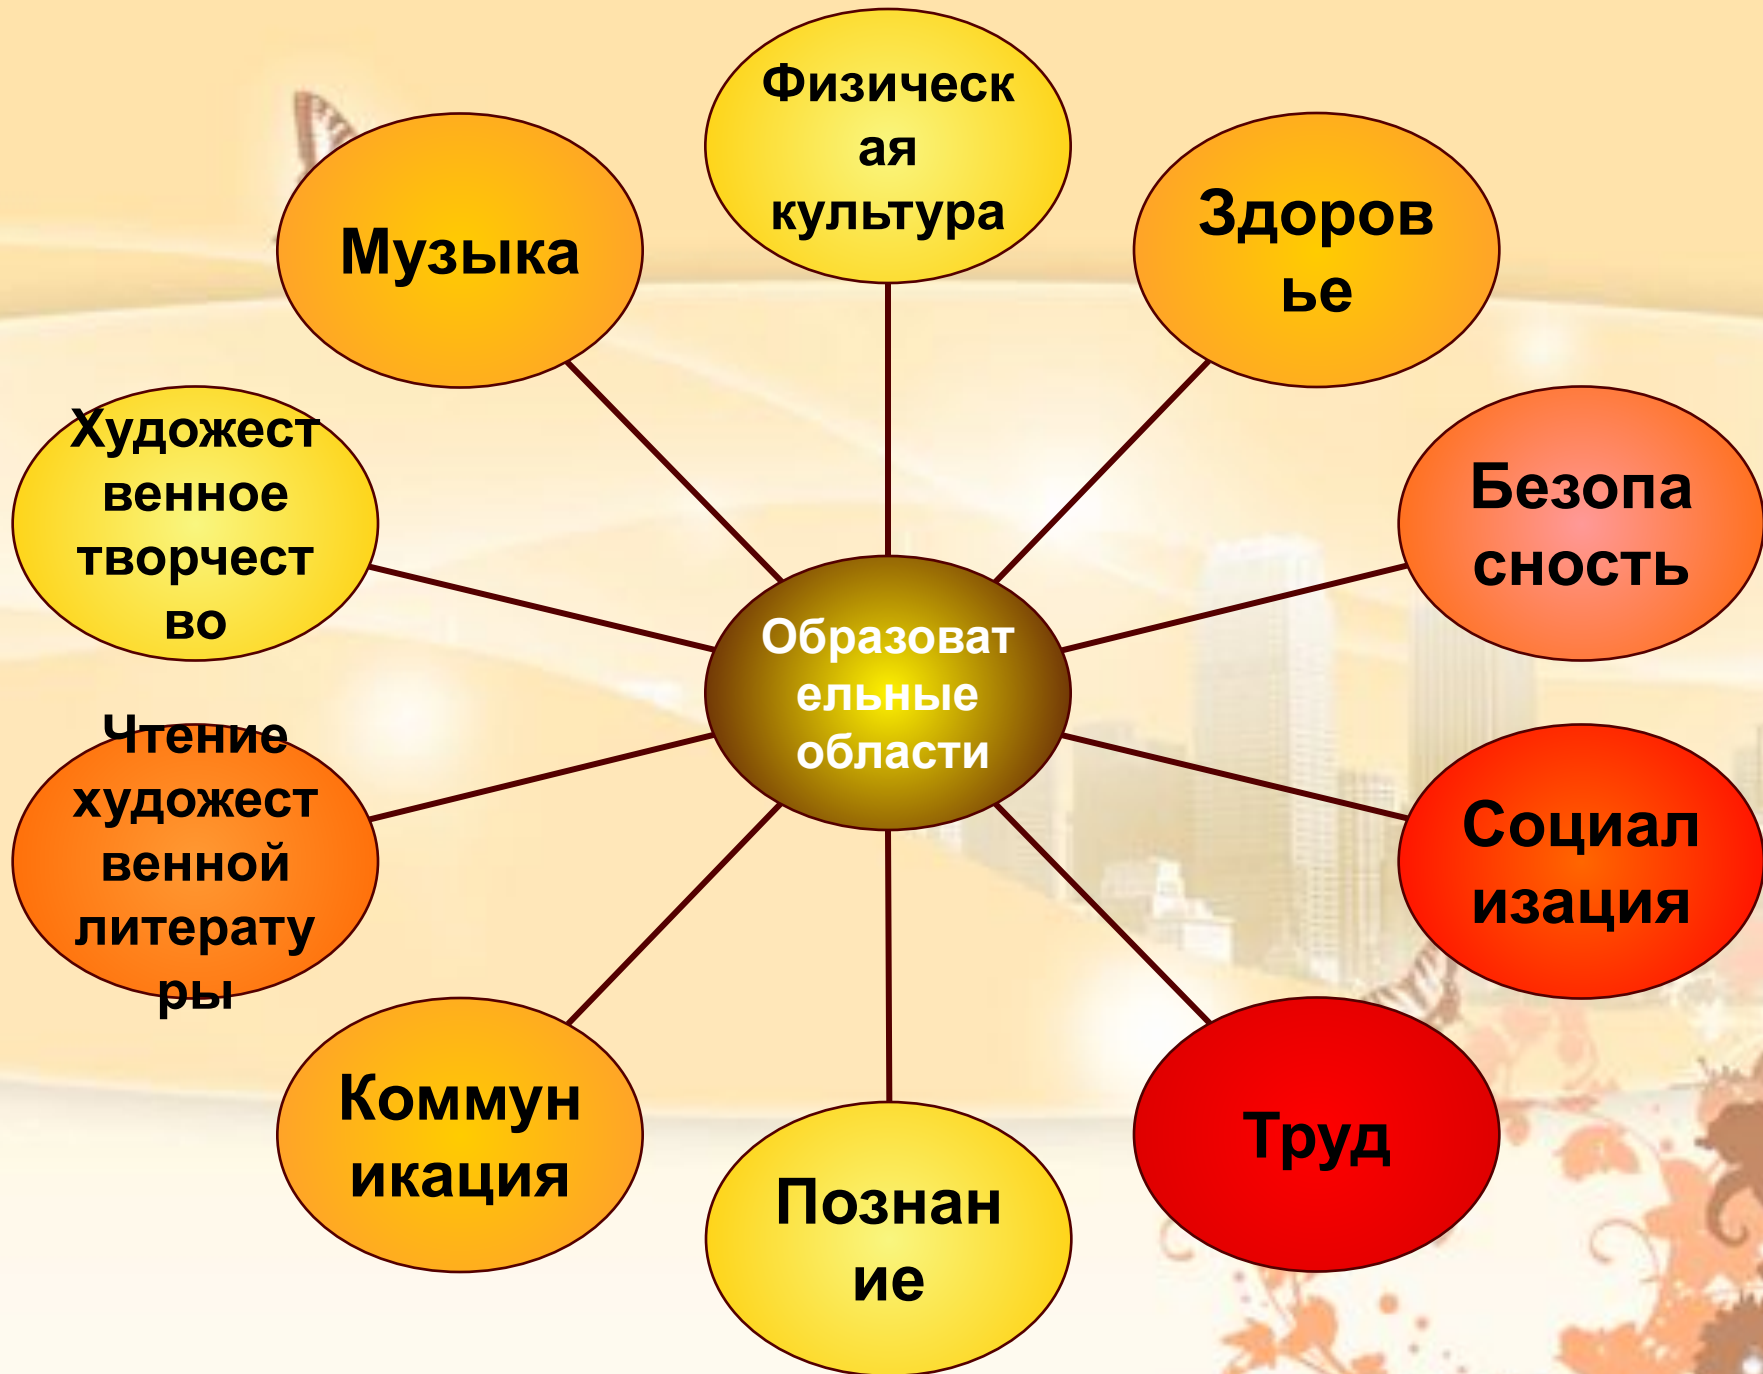 Физическ
ая
культура
Музыка
Здоров
ье
Художест
венное
творчест
во
Безопа
сность
Образоват
ельные
области
Чтение
художест
венной
литерату
ры
Социал
изация
Коммун
икация
Труд
Познан
ие